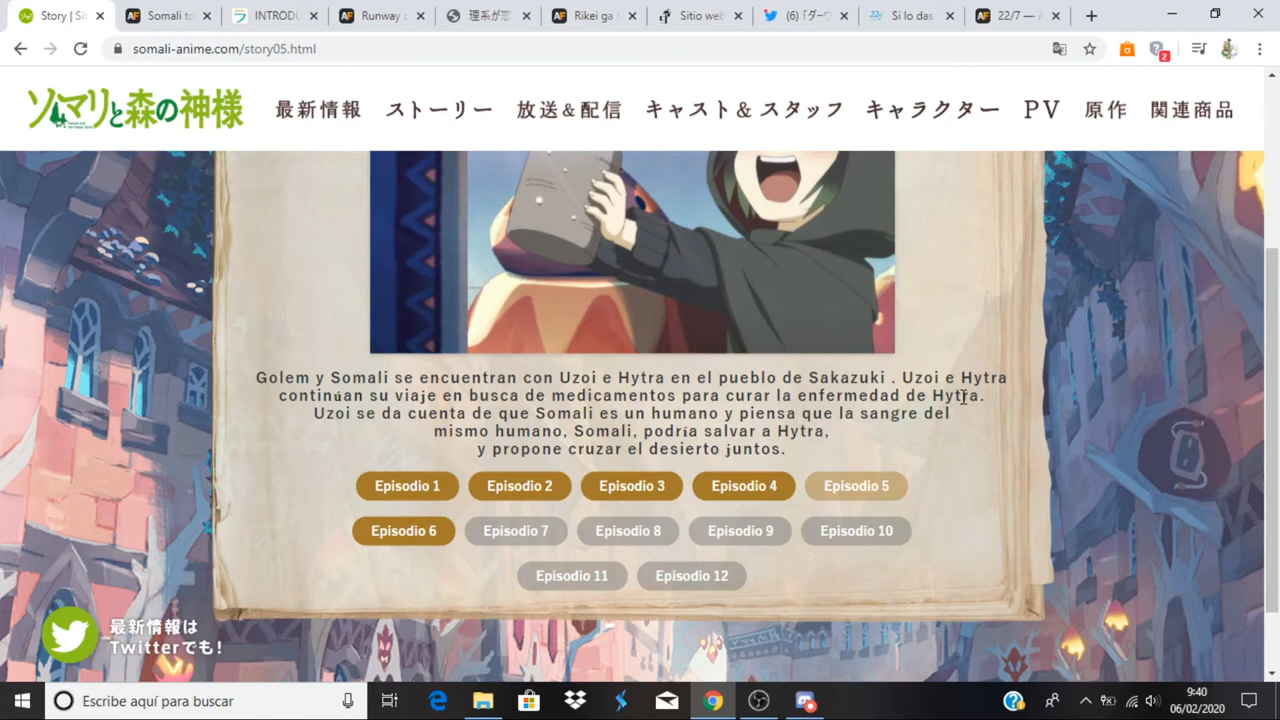 Story | Sit
Somali to
INTRODU
Runway d
理系が恋
Rikei ga
Sitio web
(6) 「ダー
Si lo das
22/7 —
somali-anime.com/story05.html
2
ソマリと森の神様
最新情報 ストーリー 放送&配信 キャスト&スタッフ キャラクター PV 原作 関連商品
Golem y Somali se encuentran con Uzoi e Hytra en el pueblo de Sakazuki . Uzoi e Hytra
continúan su viaje en busca de medicamentos para curar la enfermedad de Hytra.
Uzoi se da cuenta de que Somali es un humano y piensa que la sangre del
mismo humano, Somali, podría salvar a Hytra,
y propone cruzar el desierto juntos.
Episodio 1 Episodio 2 Episodio 3 Episodio 4 Episodio 5
Episodio 6 Episodio 7 Episodio 8 Episodio 9 Episodio 10
Episodio 11 Episodio 12
最新情報は
Twitterでも!
Escribe aquí para buscar
9:40
06/02/2020